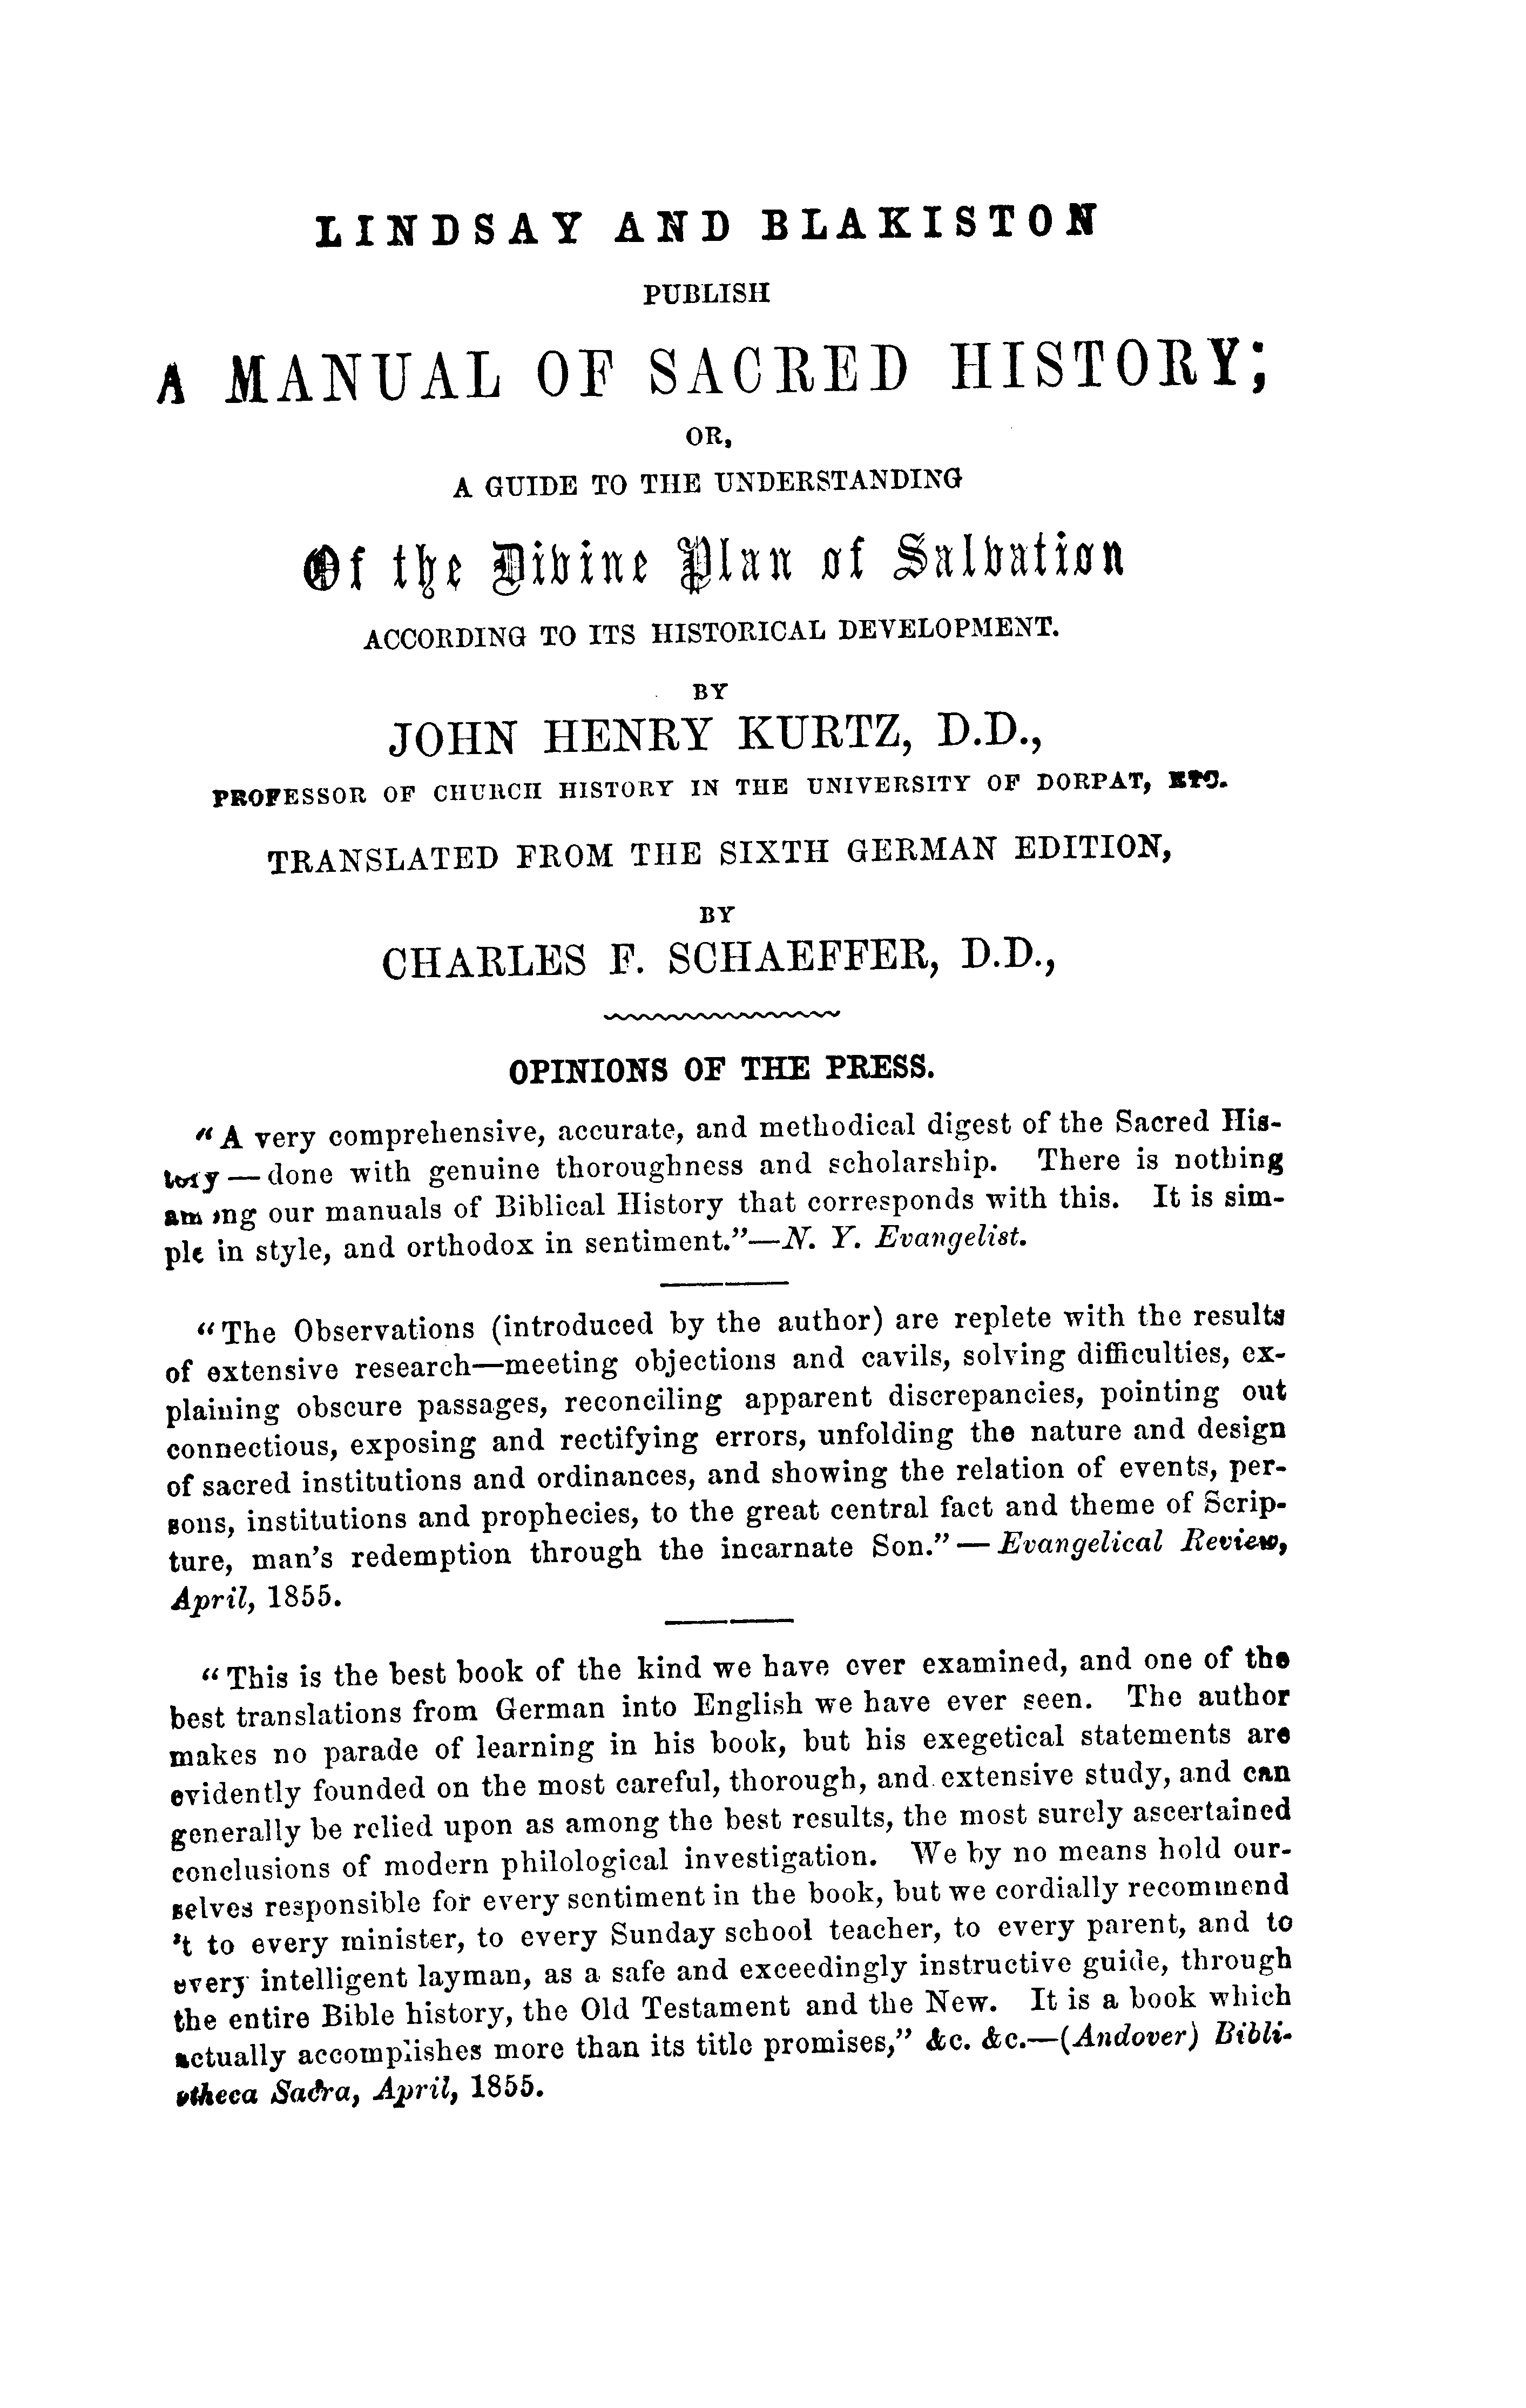 LINDSAY AND BLAKISTON
PUBLISH
A MANUAL OF SACRED HISTORY;
OR,
A GUIDE TO THE UNDERSTANDING
Of the Divine Plan of Salvation
ACCORDING TO ITS HISTORICAL DEVELOPMENT.
BY
JOHN HENRY KURTZ, D.D.,
PROFESSOR OF CHURCH HISTORY IN THE UNIVERSITY OF DORPAT, ETC.
TRANSLATED FROM THE SIXTH GERMAN EDITION,
BY
CHARLES F. SCHAEFFER, D.D.,
OPINIONS OF THE PRESS.
"A very comprehensive, accurate, and methodical digest of the Sacred His-
tory — done with genuine thoroughness and scholarship. There is nothing
among our manuals of Biblical History that corresponds with this. It is sim-
ple in style, and orthodox in sentiment."—N. Y. Evangelist.
"The Observations (introduced by the author) are replete with the results
of extensive research—meeting objections and cavils, solving difficulties, ex-
plaining obscure passages, reconciling apparent discrepancies, pointing out
connectious, exposing and rectifying errors, unfolding the nature and design
of sacred institutions and ordinances, and showing the relation of events, per-
sons, institutions and prophecies, to the great central fact and theme of Scrip-
ture, man's redemption through the incarnate Son." — Evangelical Review,
April, 1855.
"This is the best book of the kind we have ever examined, and one of the
best translations from German into English we have ever seen. The author
makes no parade of learning in his book, but his exegetical statements are
evidently founded on the most careful, thorough, and extensive study, and can
generally be relied upon as among the best results, the most surely ascertained
conclusions of modern philological investigation. We by no means hold our-
selves responsible for every sentiment in the book, but we cordially recommend
't to every minister, to every Sunday school teacher, to every parent, and to
every intelligent layman, as a safe and exceedingly instructive guide, through
the entire Bible history, the Old Testament and the New. It is a book which
actually accomplishes more than its title promises," &c. &c.—(Andover) Bibli-
otheca Sacra, April, 1855.